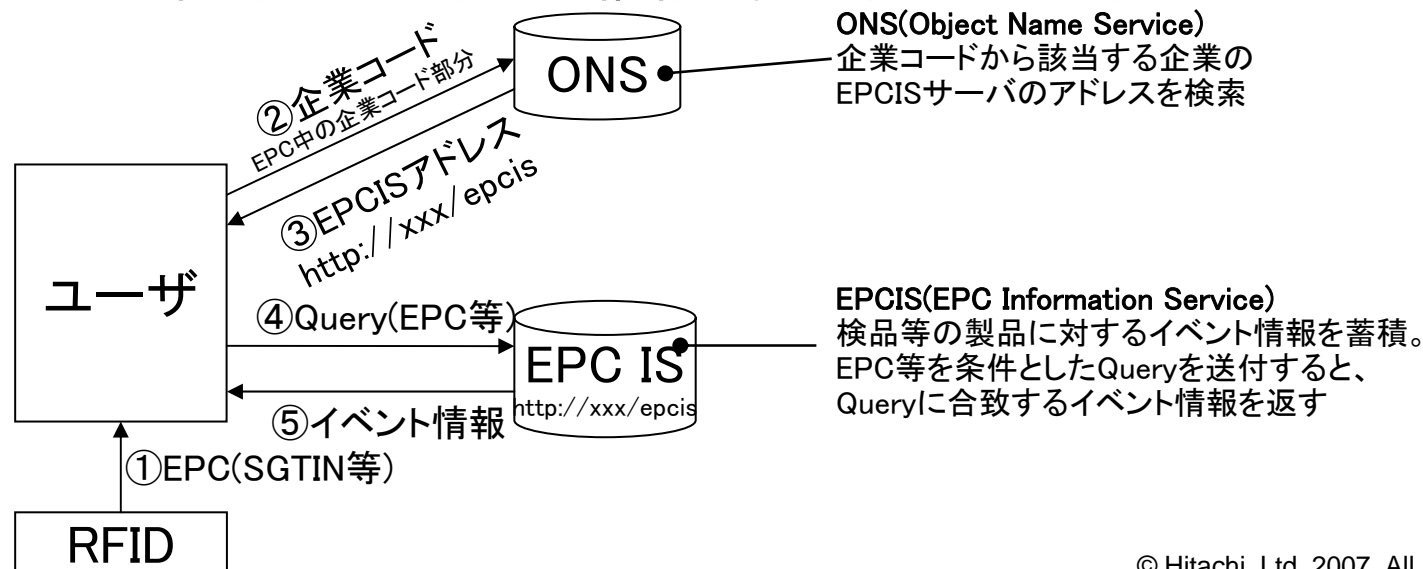 ONS(Object Name Service)
企業コードから該当する企業の
EPCISサーバのアドレスを検索
ONS
②企業コード
EPC中の企業コード部分
③EPCISアドレス
http://xxx/epcis
ユーザ
④Query(EPC等)
EPC IS
http://xxx/epcis
⑤イベント情報
EPCIS(EPC Information Service)
検品等の製品に対するイベント情報を蓄積。
EPC等を条件としたQueryを送付すると、
Queryに合致するイベント情報を返す
①EPC(SGTIN等)
RFID
© Hitachi, Ltd. 2007. All